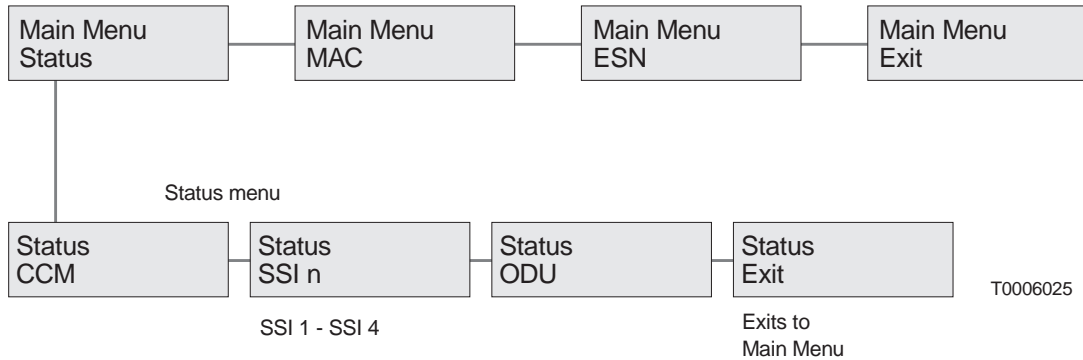 Main Menu
Status
Main Menu
MAC
Main Menu
ESN
Main Menu
Exit
Status menu
Status
CCM
Status
SSI n
Status
ODU
Status
Exit
T0006025
SSI 1 - SSI 4
Exits to
Main Menu